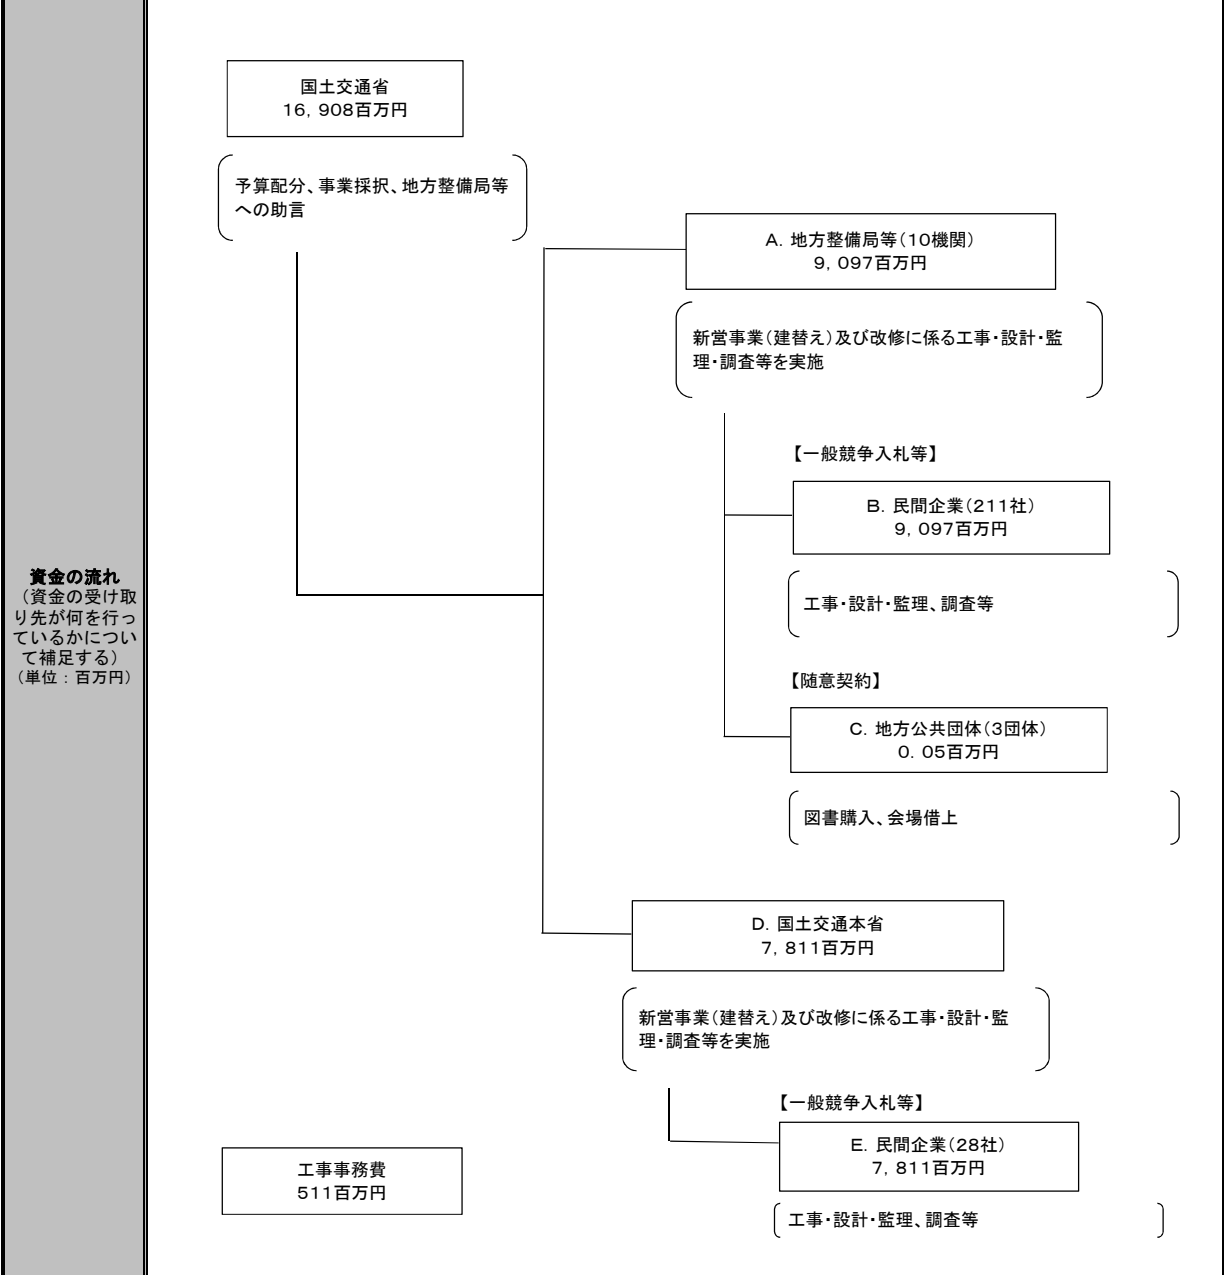 資金の流れ
（資金の受け取
り先が何を行っ
ているかについ
て補足する）
（単位：百万円）
国土交通省
16，908百万円
予算配分、事業採択、地方整備局等
への助言
A．地方整備局等（10機関）
9，097百万円
新営事業（建替え）及び改修に係る工事・設計・監
理・調査等を実施
【一般競争入札等】
B．民間企業（211社）
9，097百万円
工事・設計・監理、調査等
【随意契約】
C．地方公共団体（3団体）
0．05百万円
図書購入、会場借上
D．国土交通本省
7，811百万円
新営事業（建替え）及び改修に係る工事・設計・監
理・調査等を実施
【一般競争入札等】
E．民間企業（28社）
7，811百万円
工事・設計・監理、調査等
工事事務費
511百万円